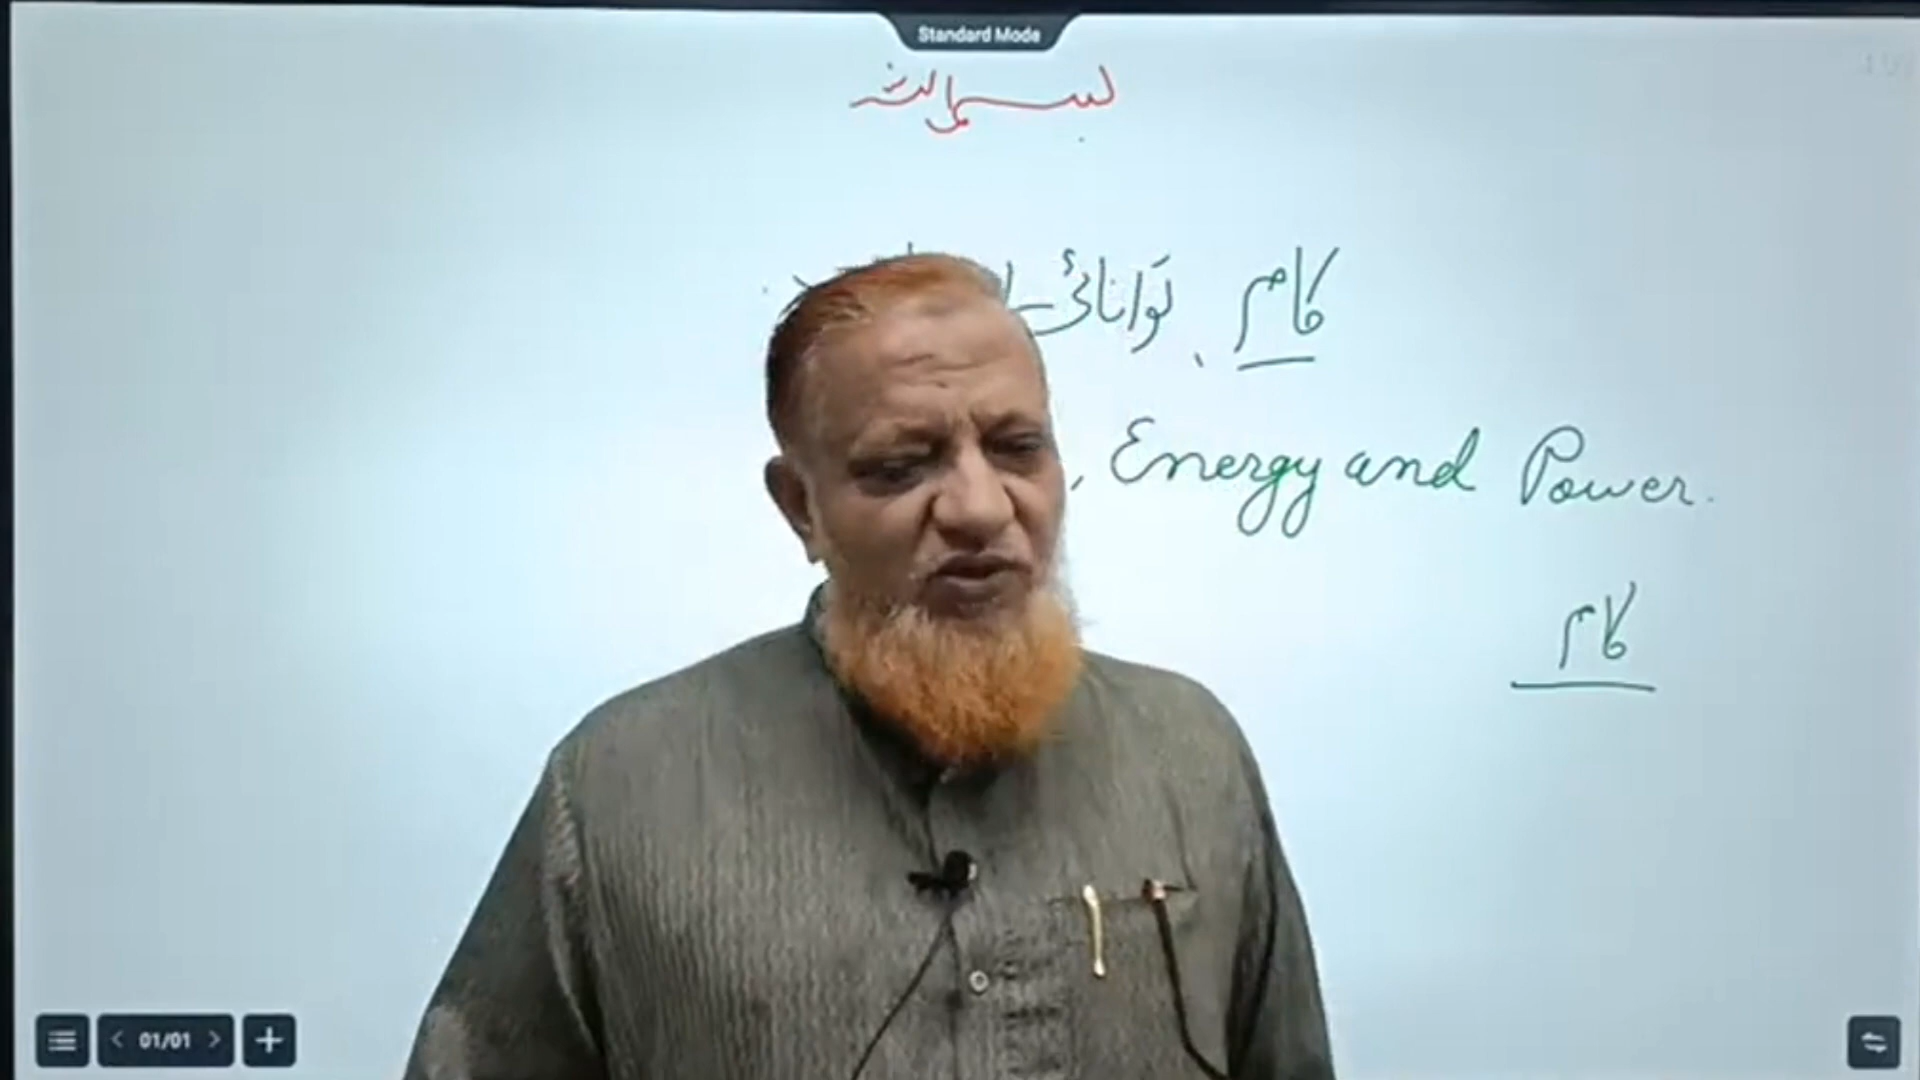 Standard Mode
بسم اللہ
کام، توانائی
, Energy and Power.
کام
01/01